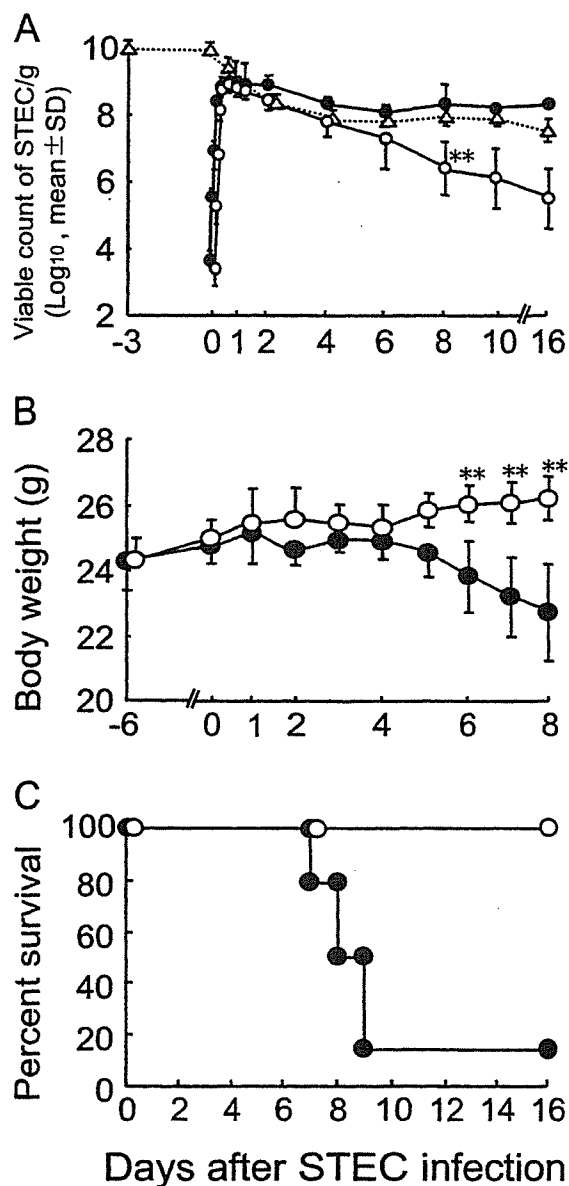 A
Viable count of STEC/g
(Log10, mean±SD)
10
8
6
4
2
**
-3 0 1 2 4 6 8 10 16
B
Body weight (g)
28
26
24
22
20
** ** **
-6 0 1 2 4 6 8
C
Percent survival
100
80
60
40
20
0
0 2 4 6 8 10 12 14 16
Days after STEC infection